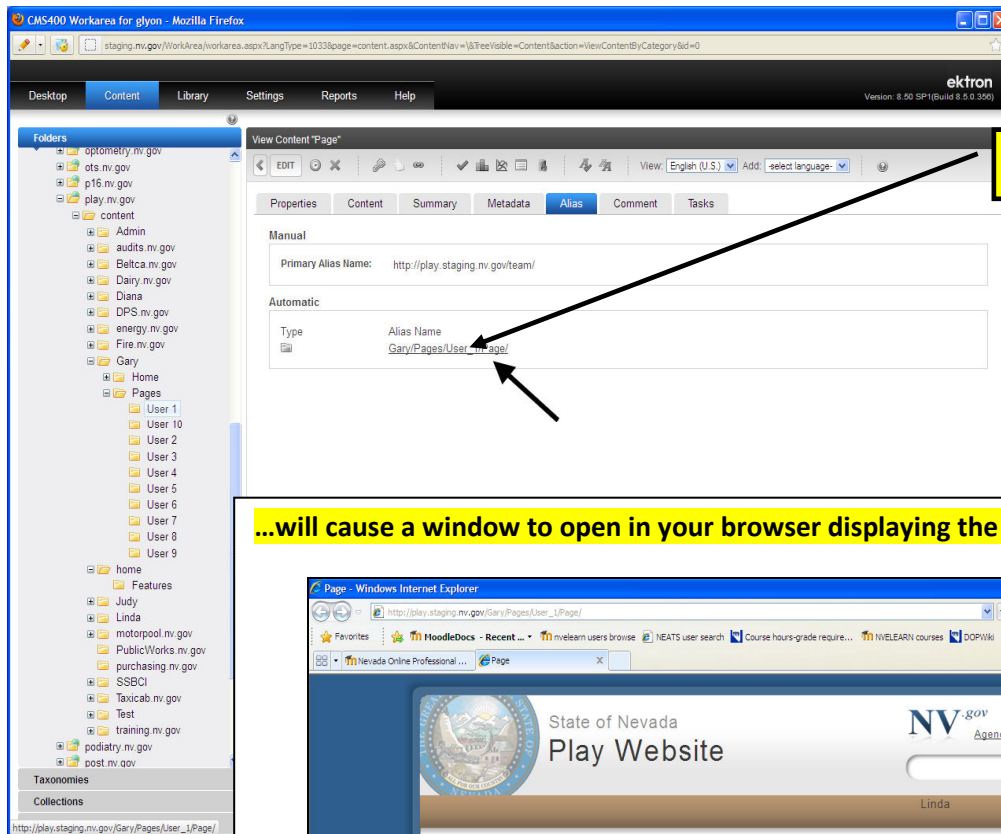 CMS400 Workarea for glyon - Mozilla Firefox
staging.nv.gov/WorkArea/workarea.aspx?LangType=1033&page=content.aspx&ContentNav=\&TreeVisible=Content&action=ViewContentByCategory&id=0
ektron
Desktop Content Library Settings Reports Help
Version: 8.50 SP1(Build 8.5.0.356)
Folders
optometry.nv.gov
ots.nv.gov
p16.nv.gov
play.nv.gov
content
Admin
audits.nv.gov
Beltca.nv.gov
Dairy.nv.gov
Diana
DPS.nv.gov
energy.nv.gov
Fire.nv.gov
Gary
Home
Pages
User 1
User 10
User 2
User 3
User 4
User 5
User 6
User 7
User 8
User 9
home
Features
Judy
Linda
motorpool.nv.gov
PublicWorks.nv.gov
purchasing.nv.gov
SSBCI
Taxicab.nv.gov
Test
training.nv.gov
podiatry.nv.gov
post.nv.gov
Taxonomies
Collections
http://play.staging.nv.gov/Gary/Pages/User_1/Page/
View Content "Page"
EDIT View: English (U.S.) Add: -select language-
Properties Content Summary Metadata Alias Comment Tasks
Manual
Primary Alias Name: http://play.staging.nv.gov/team/
Automatic
Type Alias Name
Gary/Pages/User_1/Page/
...will cause a window to open in your browser displaying the
Page - Windows Internet Explorer
http://play.staging.nv.gov/Gary/Pages/User_1/Page/
Favorites MoodleDocs - Recent ... nvelearn users browse NEATS user search Course hours-grade require... NVELEARN courses DOPWiki
Nevada Online Professional ... Page X
State of Nevada
Play Website
NV.gov
Linda